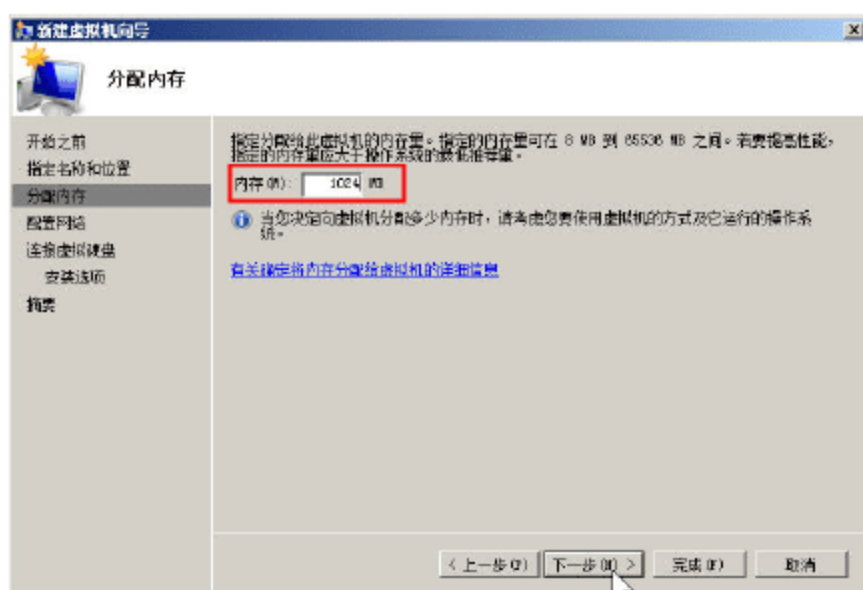 新建虚拟机向导
分配内存
开始之前
指定名称和位置
分配内存
配置网络
连接虚拟硬盘
安装选项
摘要
指定分配给此虚拟机的内存量。指定的内存量可在 8 MB 到 65536 MB 之间。若要提高性能,
指定的内存量应大于操作系统的最低推荐量。
内存(M): 1024 MB
当您决定向虚拟机分配多少内存时,请考虑您要使用虚拟机的方式及它运行的操作系
统。
有关确定将内存分配给虚拟机的详细信息
< 上一步(P) 下一步(N) > 完成(F) 取消